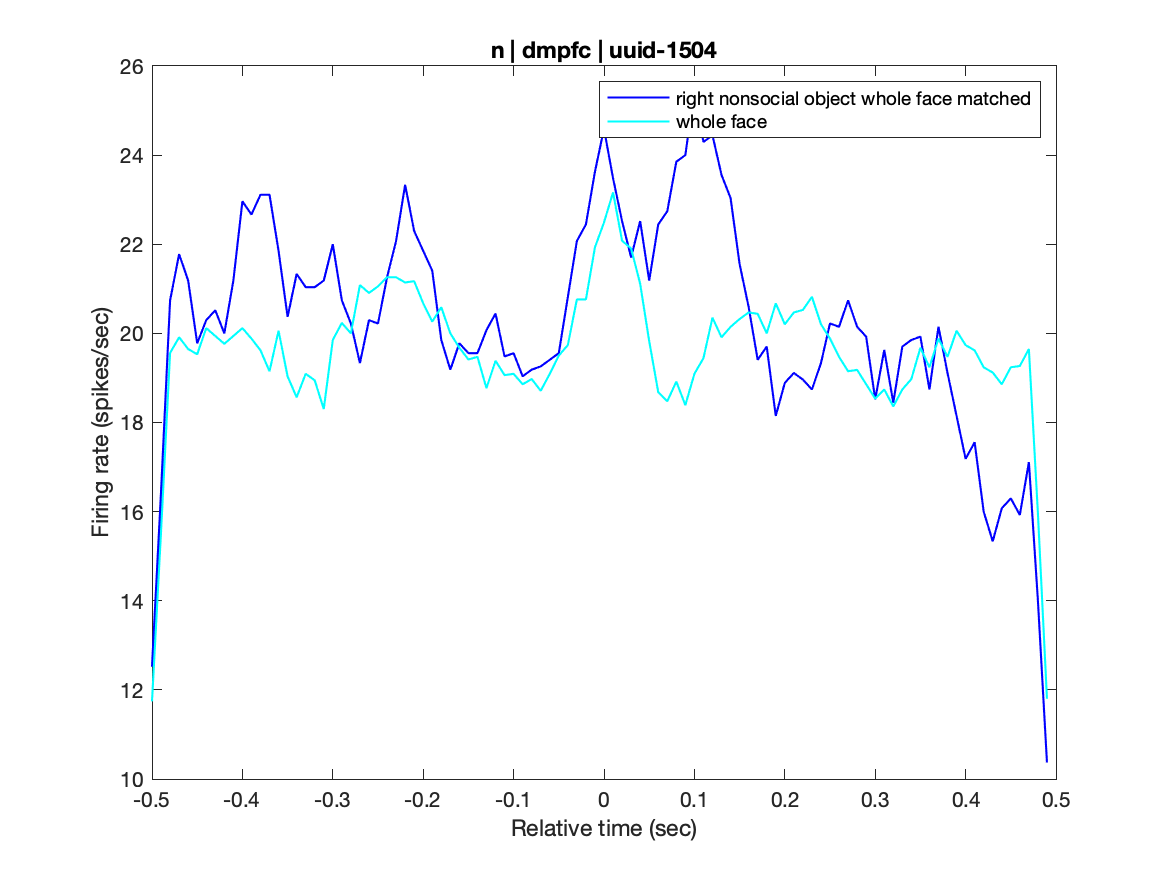 n | dmpfc | uuid-1504
right nonsocial object whole face matched
whole face
26
24
22
20
18
16
14
12
10
Firing rate (spikes/sec)
-0.5 -0.4 -0.3 -0.2 -0.1 0 0.1 0.2 0.3 0.4 0.5
Relative time (sec)